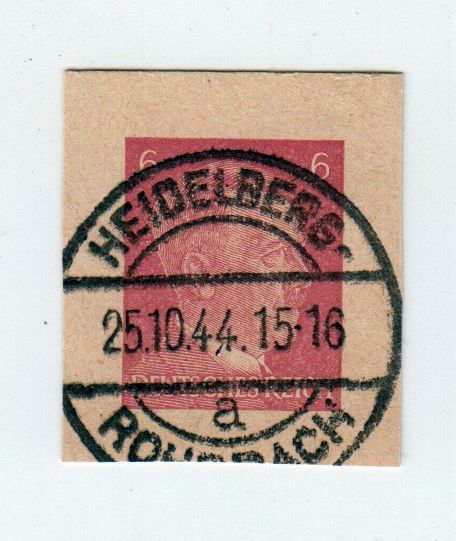 6 6
HEIDELBERG-
25.10.44.15-16
DEUTSCHES REICH
a
ROHRBACH